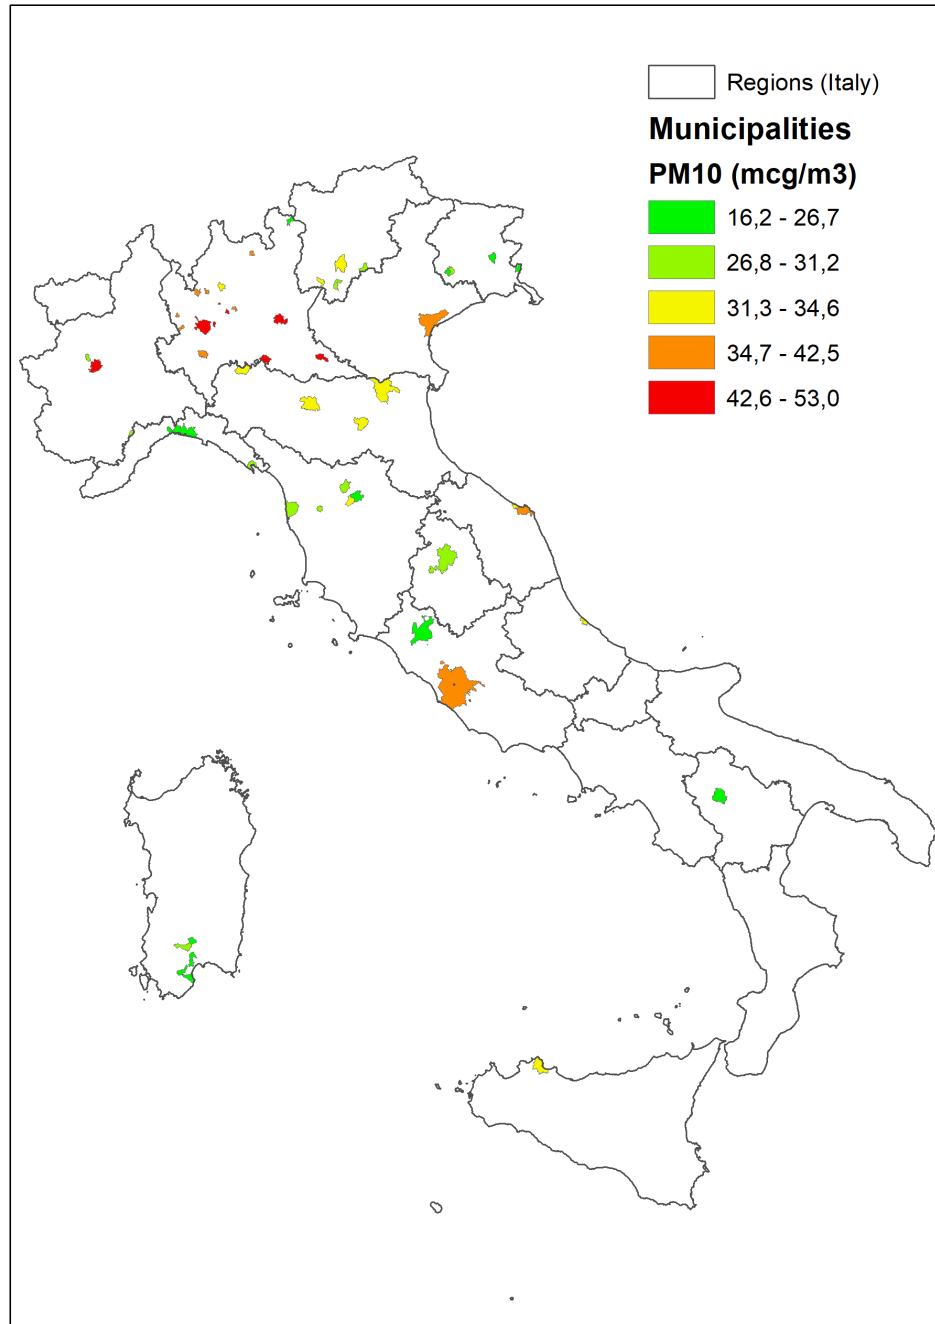 Regions (Italy)
Municipalities
PM10 (mcg/m3)
16,2 - 26,7
26,8 - 31,2
31,3 - 34,6
34,7 - 42,5
42,6 - 53,0